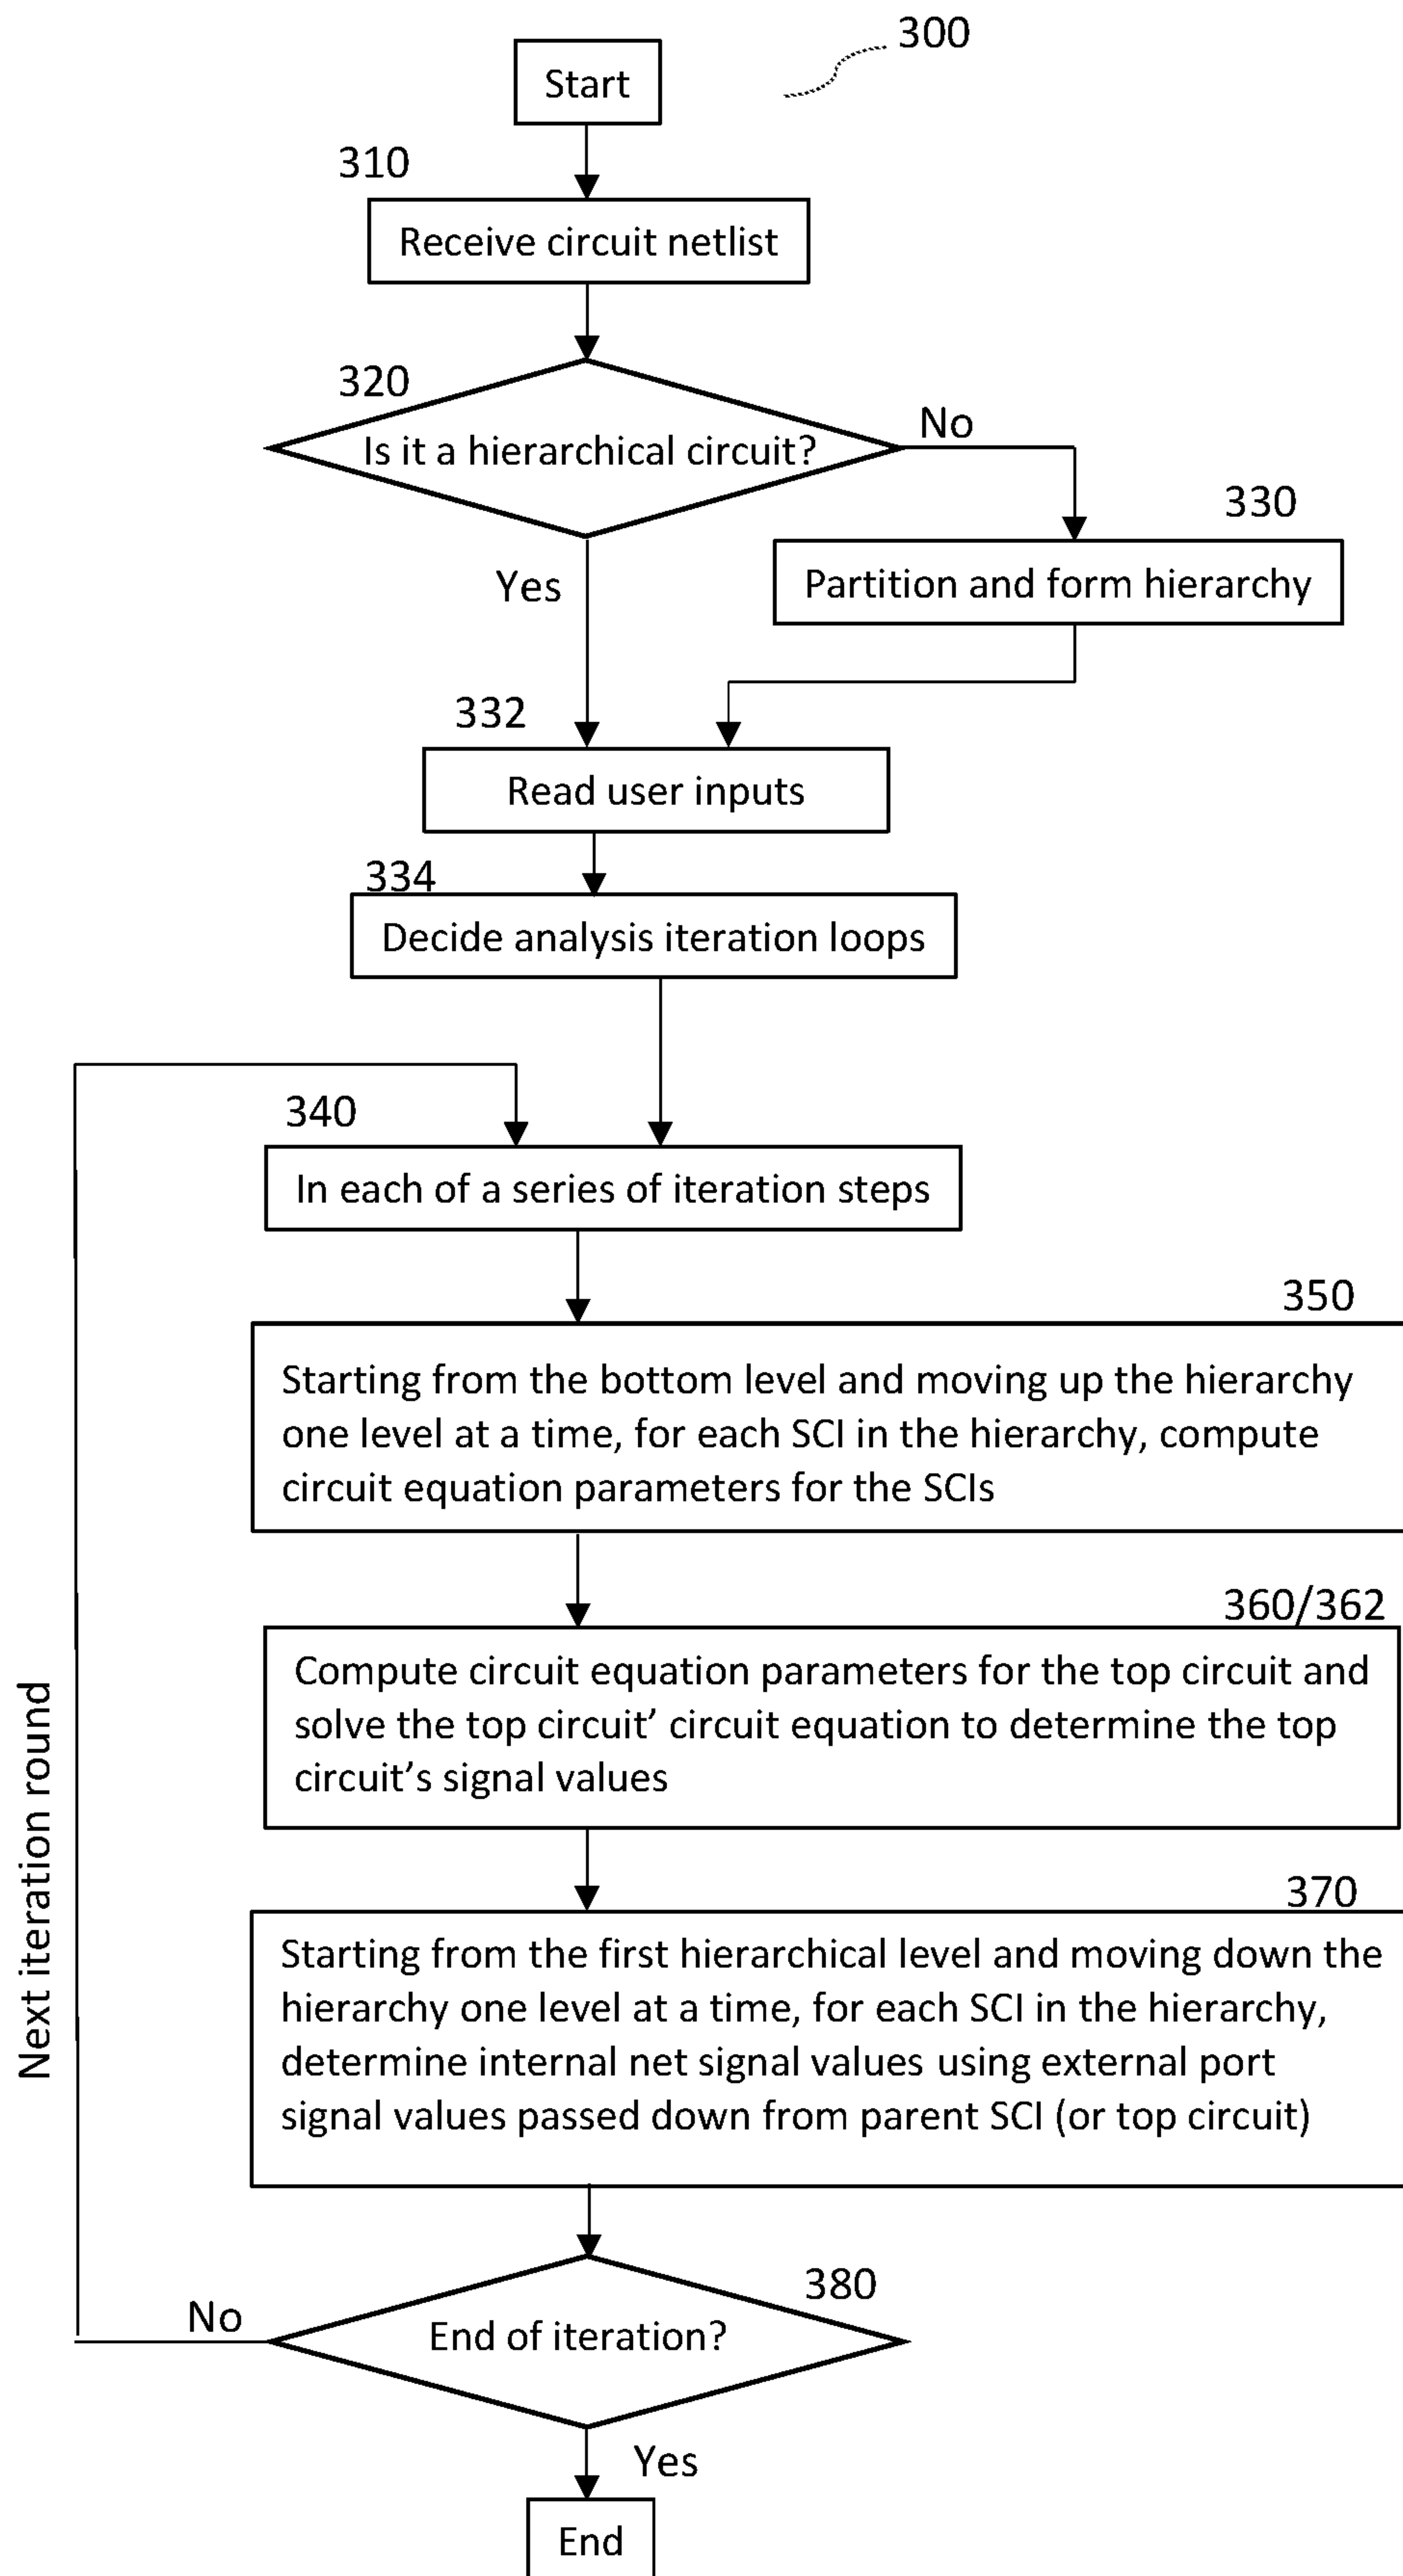 300
Start
310
Receive circuit netlist
320
Is it a hierarchical circuit?
No
330
Partition and form hierarchy
Yes
332
Read user inputs
334
Decide analysis iteration loops
340
In each of a series of iteration steps
350
Starting from the bottom level and moving up the hierarchy
one level at a time, for each SCI in the hierarchy, compute
circuit equation parameters for the SCIs
360/362
Compute circuit equation parameters for the top circuit and
solve the top circuit’ circuit equation to determine the top
circuit’s signal values
Next iteration round
370
Starting from the first hierarchical level and moving down the
hierarchy one level at a time, for each SCI in the hierarchy,
determine internal net signal values using external port
signal values passed down from parent SCI (or top circuit)
380
No
End of iteration?
Yes
End